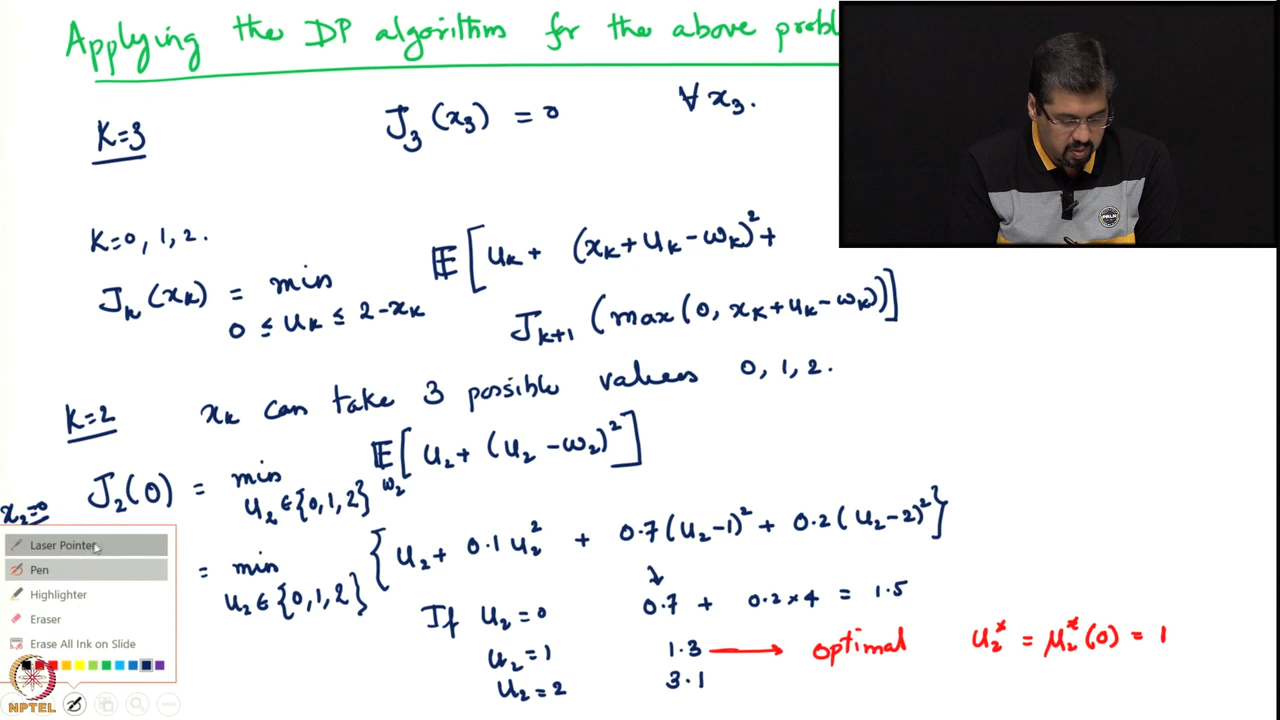 Applying the DP algorithm for the above probl
K=3 J₃(x₃) = 0 ∀ x₃.
K=0, 1, 2.
Jₖ(xₖ) = min 0 ≤ uₖ ≤ 2-xₖ 𝔼[uₖ + (xₖ+uₖ-ωₖ)² +
Jₖ₊₁(max(0, xₖ+uₖ-ωₖ))]
K=2 xₖ can take 3 possible values 0, 1, 2.
x₂=0 J₂(0) = min u₂∈{0,1,2} 𝔼ω₂[u₂ + (u₂-ω₂)²]
= min u₂∈{0,1,2} {u₂ + 0.1 u₂² + 0.7(u₂-1)² + 0.2(u₂-2)²}
If u₂=0 ↓ 0.7 + 0.2×4 = 1.5
u₂=1 1.3 → optimal u₂* = μ₂*(0) = 1
u₂=2 3.1
Laser Pointer
Pen
Highlighter
Eraser
Erase All Ink on Slide
NPTEL